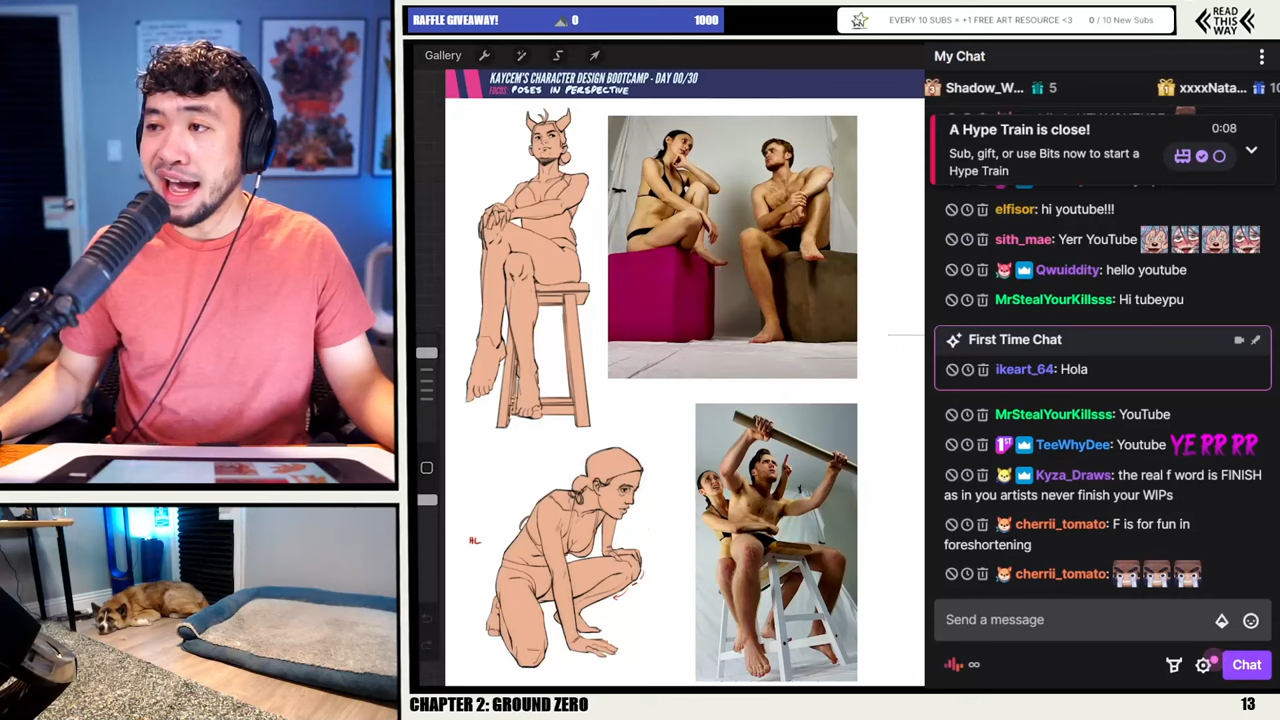 RAFFLE GIVEAWAY!
0
1000
EVERY 10 SUBS = +1 FREE ART RESOURCE <3
0 / 10 New Subs
READ
THIS
WAY
Gallery
KAYCEM'S CHARACTER DESIGN BOOTCAMP - DAY 00/30
FOCUS: POSES IN PERSPECTIVE
HL
My Chat
3 Shadow_W... 5
1 xxxxNata... 10
A Hype Train is close!
0:08
Sub, gift, or use Bits now to start a
Hype Train
elfisor: hi youtube!!!
sith_mae: Yerr YouTube
Qwuiddity: hello youtube
MrStealYourKillsss: Hi tubeypu
First Time Chat
ikeart_64: Hola
MrStealYourKillsss: YouTube
1st TeeWhyDee: Youtube YERRRR
Kyza_Draws: the real f word is FINISH
as in you artists never finish your WIPs
cherrii_tomato: F is for fun in
foreshortening
cherrii_tomato:
Send a message
∞
Chat
CHAPTER 2: GROUND ZERO
13